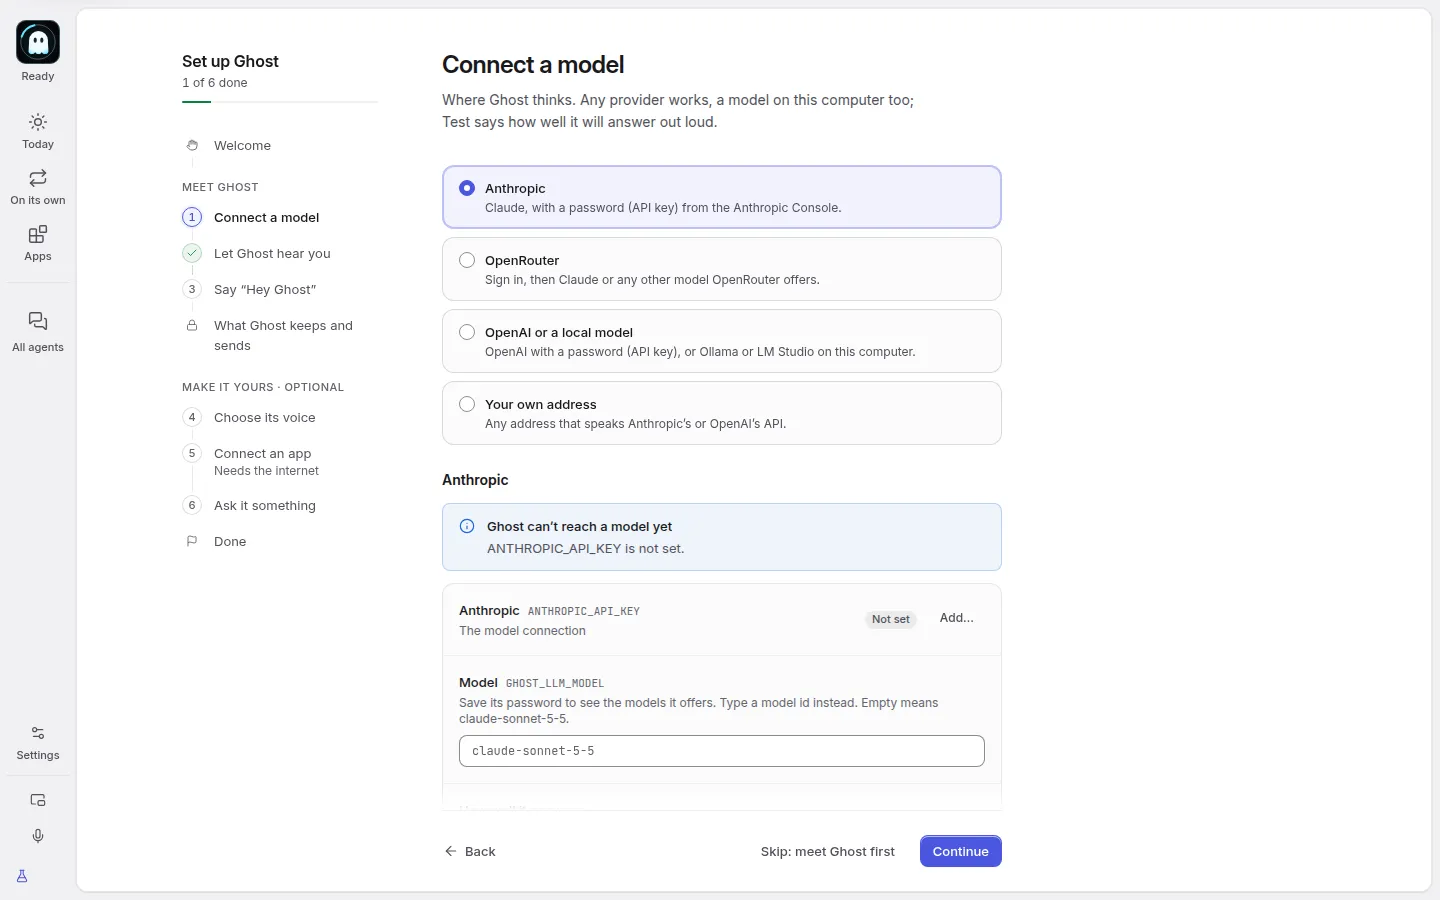 Ready
Today
On its own
Apps
All agents
Settings
Set up Ghost
1 of 6 done
Welcome
MEET GHOST
1 Connect a model
Let Ghost hear you
3 Say “Hey Ghost”
What Ghost keeps and
sends
MAKE IT YOURS · OPTIONAL
4 Choose its voice
5 Connect an app
Needs the internet
6 Ask it something
Done
Connect a model
Where Ghost thinks. Any provider works, a model on this computer too;
Test says how well it will answer out loud.
Anthropic
Claude, with a password (API key) from the Anthropic Console.
OpenRouter
Sign in, then Claude or any other model OpenRouter offers.
OpenAI or a local model
OpenAI with a password (API key), or Ollama or LM Studio on this computer.
Your own address
Any address that speaks Anthropic’s or OpenAI’s API.
Anthropic
Ghost can’t reach a model yet
ANTHROPIC_API_KEY is not set.
Anthropic ANTHROPIC_API_KEY
The model connection
Not set
Add…
Model GHOST_LLM_MODEL
Save its password to see the models it offers. Type a model id instead. Empty means
claude-sonnet-5-5.
claude-sonnet-5-5
Back
Skip: meet Ghost first
Continue